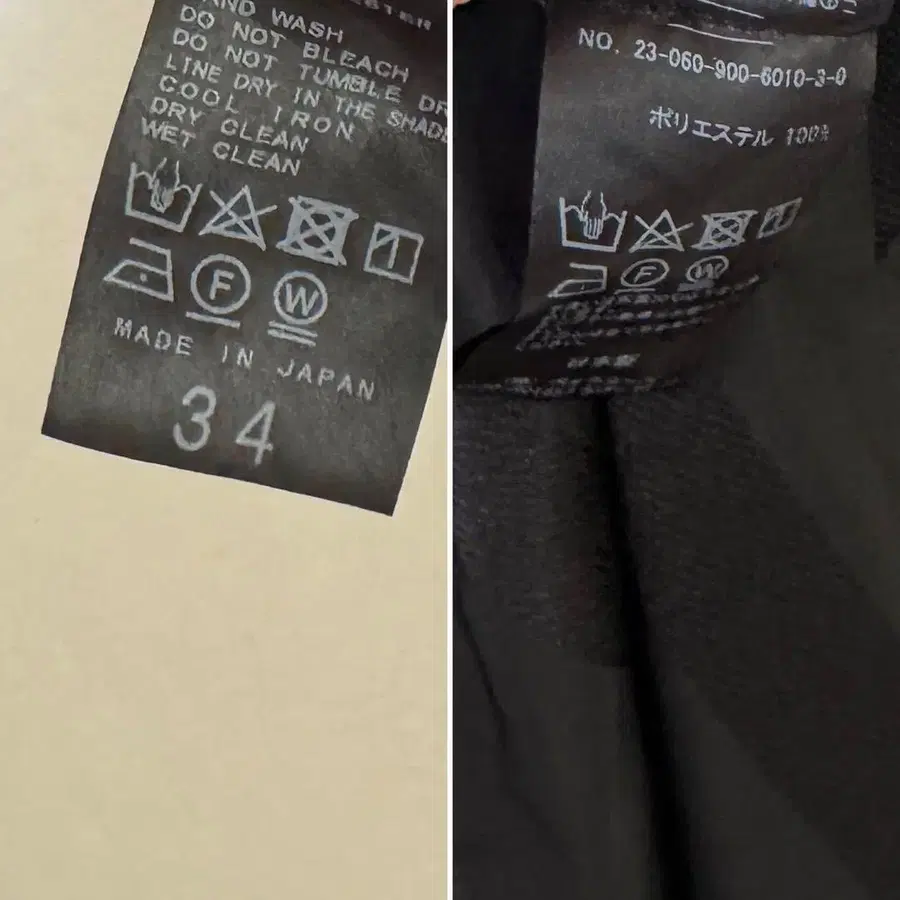 HAND WASH
DO NOT BLEACH
DO NOT TUMBLE DR
LINE DRY IN THE SHADE
COOL IRON
DRY CLEAN
WET CLEAN
F
W
MADE IN JAPAN
34
NO. 23-060-900-6010-3-0
ポリエステル 100%
F
W